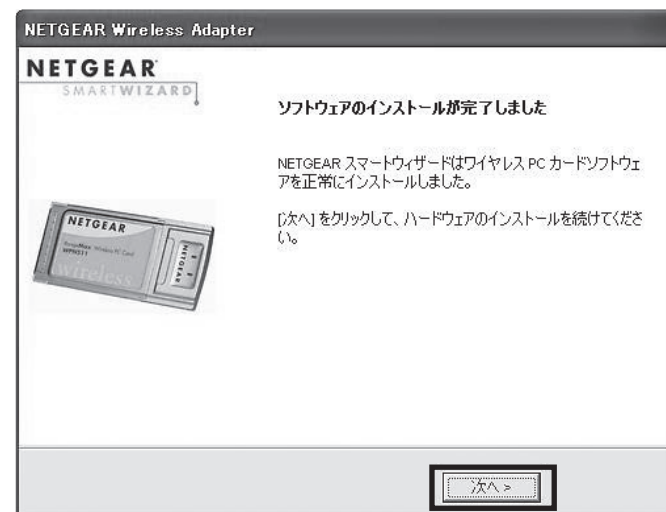 NETGEAR Wireless Adapter
NETGEAR
SMARTWIZARD
ソフトウェアのインストールが完了しました
NETGEAR スマートウィザードはワイヤレス PC カードソフトウェ
アを正常にインストールしました。
[次へ] をクリックして、ハードウェアのインストールを続けてくださ
い。
NETGEAR
RangeMax Wireless PC Card
WPN511
wireless
NETGEAR
次へ >